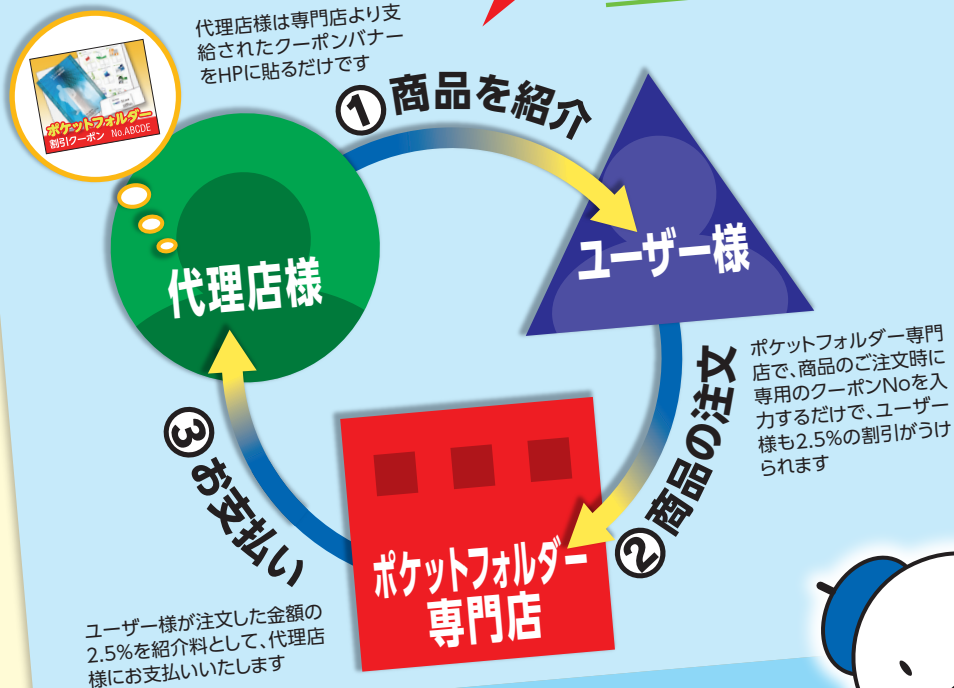 代理店様は専門店より支
給されたクーポンバナー
をHPに貼るだけです
ポケットフォルダー
割引クーポン No.ABCDE
①商品を紹介
代理店様
ユーザー様
②商品の注文
ポケットフォルダー専門
店で、商品のご注文時に
専用のクーポンNoを入
力するだけで、ユーザー
様も2.5%の割引がうけ
られます
ポケットフォルダー
専門店
③お支払い
ユーザー様が注文した金額の
2.5%を紹介料として、代理店
様にお支払いいたします